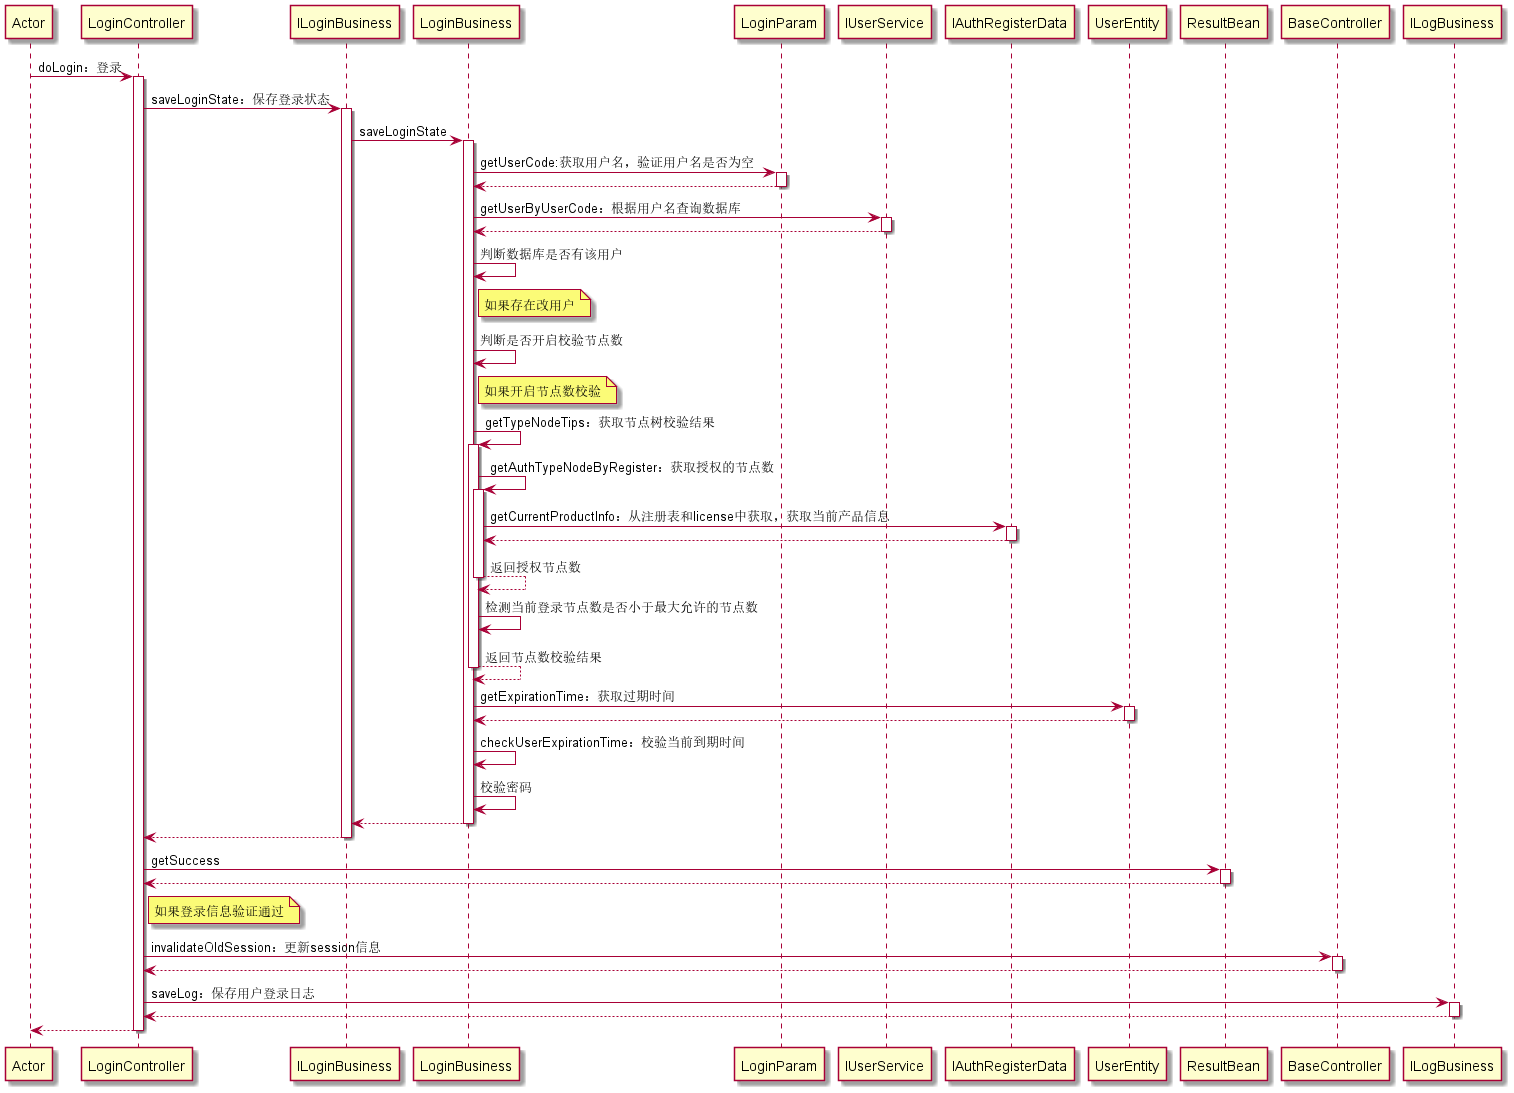 Actor LoginController ILoginBusiness LoginBusiness LoginParam IUserService IAuthRegisterData UserEntity ResultBean BaseController ILogBusiness
doLogin：登录
saveLoginState：保存登录状态
saveLoginState
getUserCode:获取用户名，验证用户名是否为空
getUserByUserCode：根据用户名查询数据库
判断数据库是否有该用户
如果存在改用户
判断是否开启校验节点数
如果开启节点数校验
getTypeNodeTips：获取节点树校验结果
getAuthTypeNodeByRegister：获取授权的节点数
getCurrentProductInfo：从注册表和license中获取，获取当前产品信息
返回授权节点数
检测当前登录节点数是否小于最大允许的节点数
返回节点数校验结果
getExpirationTime：获取过期时间
checkUserExpirationTime：校验当前到期时间
校验密码
getSuccess
如果登录信息验证通过
invalidateOldSession：更新session信息
saveLog：保存用户登录日志
Actor LoginController ILoginBusiness LoginBusiness LoginParam IUserService IAuthRegisterData UserEntity ResultBean BaseController ILogBusiness